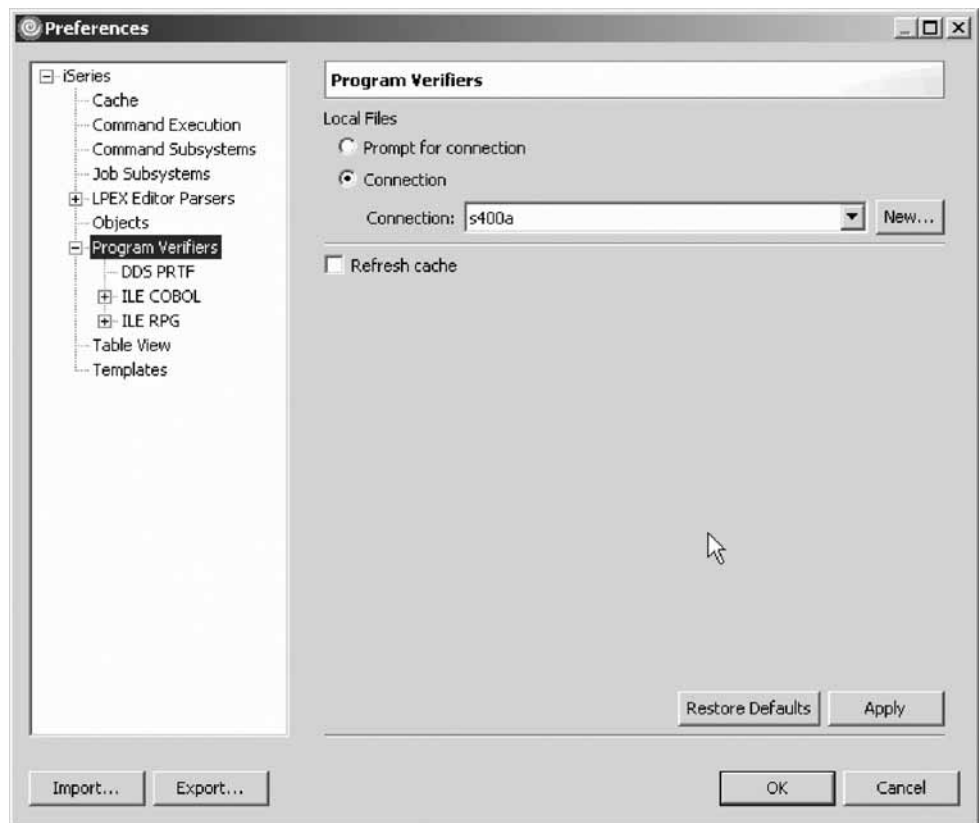 Preferences
iSeries
Cache
Command Execution
Command Subsystems
Job Subsystems
LPEX Editor Parsers
Objects
Program Verifiers
DDS PRTF
ILE COBOL
ILE RPG
Table View
Templates
Program Verifiers
Local Files
Prompt for connection
Connection
Connection: s400a New...
Refresh cache
Restore Defaults Apply
Import... Export... OK Cancel